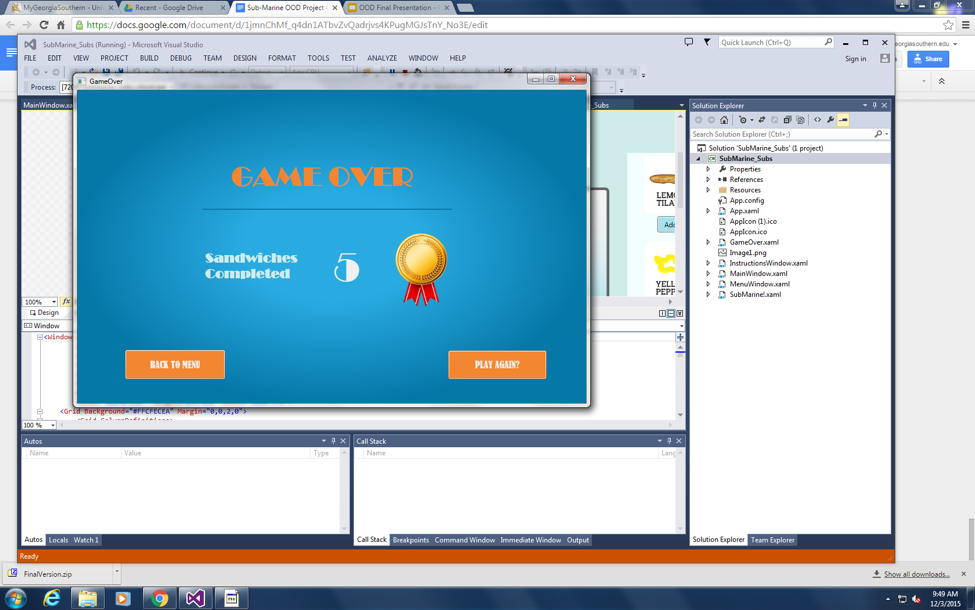 MyGeorgiaSouthern - Uni
Recent - Google Drive
Sub-Marine OOD Project
OOD Final Presentation
https://docs.google.com/document/d/1jmnChMf_q4dn1ATbvZvQadrjvs4KPugMGJsTnY_No3E/edit
georgiasouthern.edu
Share
SubMarine_Subs (Running) - Microsoft Visual Studio
Quick Launch (Ctrl+Q)
FILE EDIT VIEW PROJECT BUILD DEBUG TEAM DESIGN FORMAT TOOLS TEST ANALYZE WINDOW HELP
Sign in
Process:
GameOver
MainWindow.xa
_Subs
GAME OVER
Sandwiches
Completed
5
BACK TO MENU
PLAY AGAIN?
LEMO
TILA
Add
YELL
PEPP
100%
fx
Design
Window
<Window
<Grid Background="#FFCFECEA" Margin="0,0,2,0">
<Grid.ColumnDefinitions>
100 %
Solution Explorer
Search Solution Explorer (Ctrl+;)
Solution 'SubMarine_Subs' (1 project)
SubMarine_Subs
Properties
References
Resources
App.config
App.xaml
AppIcon (1).ico
AppIcon.ico
GameOver.xaml
Image1.png
InstructionsWindow.xaml
MainWindow.xaml
MenuWindow.xaml
SubMarine!.xaml
Autos
Name Value Type
Call Stack
Name Lang
Autos Locals Watch 1
Call Stack Breakpoints Command Window Immediate Window Output
Solution Explorer Team Explorer
Ready
FinalVersion.zip
Show all downloads...
9:49 AM
12/3/2015